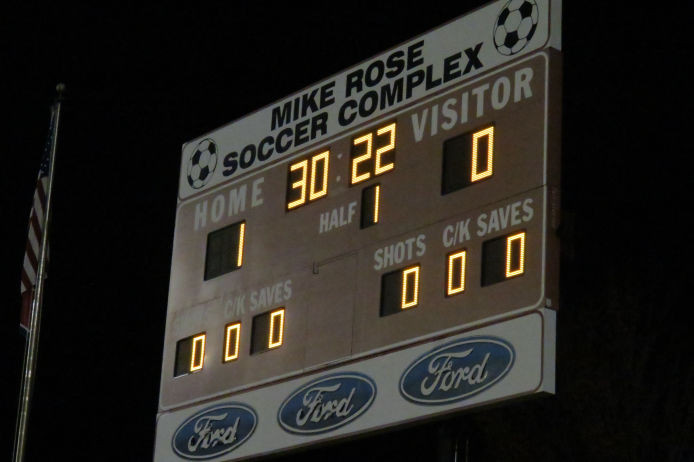 MIKE ROSE
SOCCER COMPLEX
HOME 30:22 VISITOR
1 HALF 1 0
C/K SAVES SHOTS C/K SAVES
0 0 0 0 0 0
Ford Ford Ford